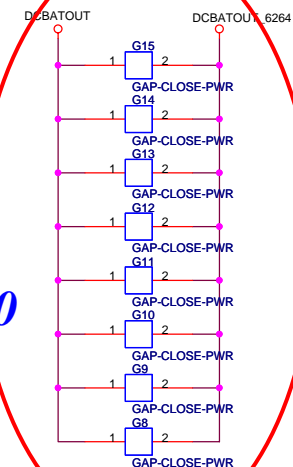 DCBATOUT DCBATOUT_6264
G15
1 2
GAP-CLOSE-PWR
G14
1 2
GAP-CLOSE-PWR
G13
1 2
GAP-CLOSE-PWR
G12
1 2
GAP-CLOSE-PWR
G11
1 2
GAP-CLOSE-PWR
0
G10
1 2
GAP-CLOSE-PWR
G9
1 2
GAP-CLOSE-PWR
G8
1 2
GAP-CLOSE-PWR